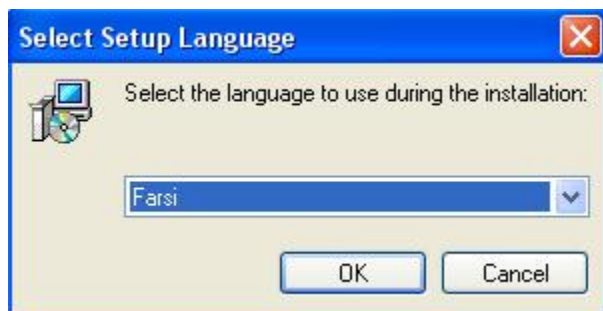 Select Setup Language
Select the language to use during the installation:
Farsi
OK
Cancel